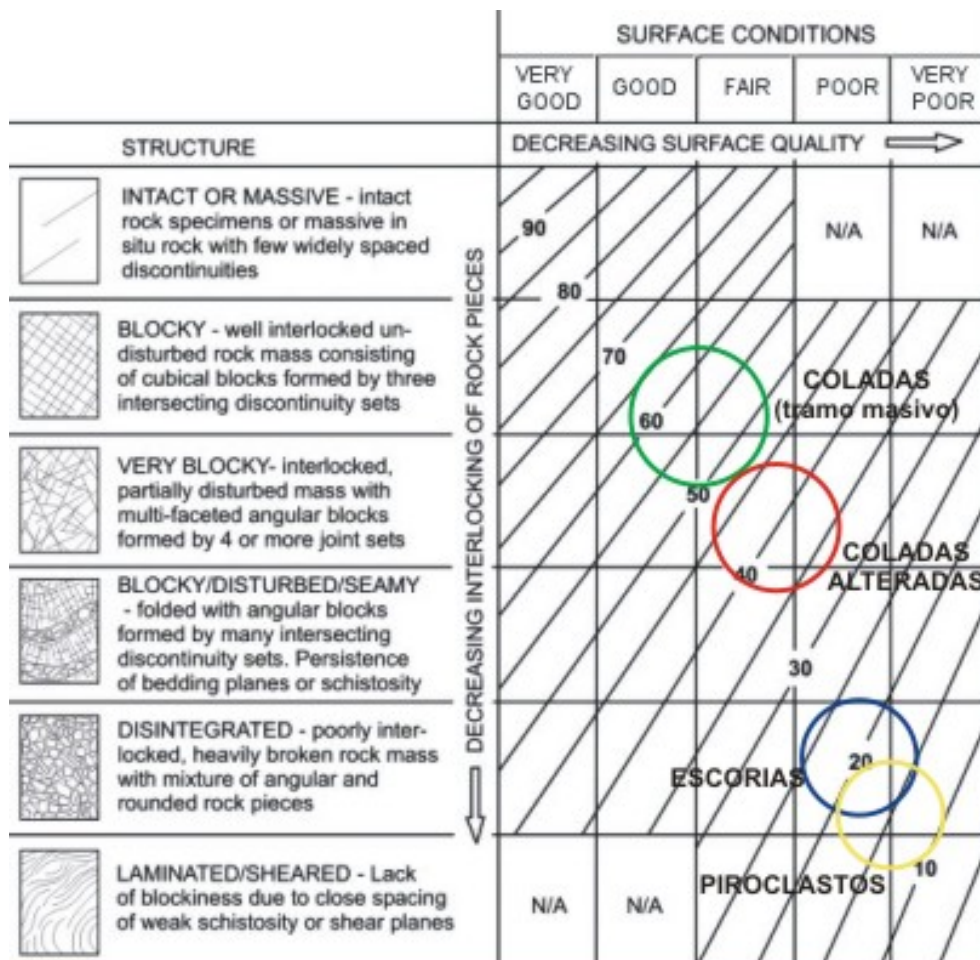 SURFACE CONDITIONS
VERY GOOD
GOOD
FAIR
POOR
VERY POOR
STRUCTURE
DECREASING SURFACE QUALITY
DECREASING INTERLOCKING OF ROCK PIECES
INTACT OR MASSIVE - intact
rock specimens or massive in
situ rock with few widely spaced
discontinuities
90
80
N/A
N/A
BLOCKY - well interlocked un-
disturbed rock mass consisting
of cubical blocks formed by three
intersecting discontinuity sets
70
60
COLADAS
(tramo masivo)
VERY BLOCKY- interlocked,
partially disturbed mass with
multi-faceted angular blocks
formed by 4 or more joint sets
50
40
COLADAS
ALTERADAS
BLOCKY/DISTURBED/SEAMY
- folded with angular blocks
formed by many intersecting
discontinuity sets. Persistence
of bedding planes or schistosity
30
DISINTEGRATED - poorly inter-
locked, heavily broken rock mass
with mixture of angular and
rounded rock pieces
20
ESCORIAS
LAMINATED/SHEARED - Lack
of blockiness due to close spacing
of weak schistosity or shear planes
N/A
N/A
PIROCLASTOS
10